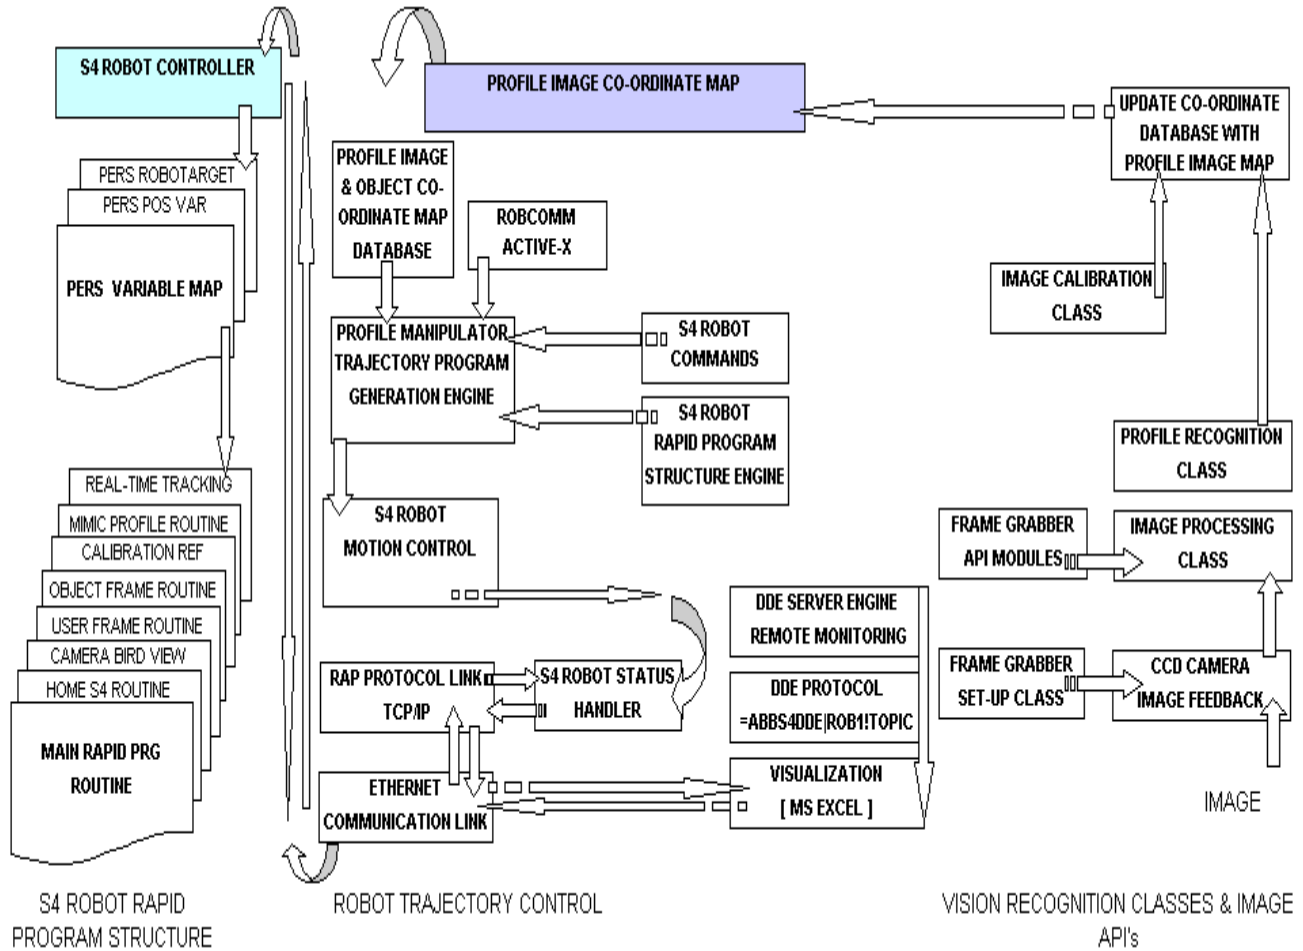 S4 ROBOT CONTROLLER
PERS ROBOTARGET
PERS POS VAR
PERS VARIABLE MAP
REAL-TIME TRACKING
MIMIC PROFILE ROUTINE
CALIBRATION REF
OBJECT FRAME ROUTINE
USER FRAME ROUTINE
CAMERA BIRD VIEW
HOME S4 ROUTINE
MAIN RAPID PRG
ROUTINE
S4 ROBOT RAPID
PROGRAM STRUCTURE
PROFILE IMAGE CO-ORDINATE MAP
PROFILE IMAGE
& OBJECT CO-
ORDINATE MAP
DATABASE
ROBCOMM
ACTIVE-X
PROFILE MANIPULATOR
TRAJECTORY PROGRAM
GENERATION ENGINE
S4 ROBOT
COMMANDS
S4 ROBOT
RAPID PROGRAM
STRUCTURE ENGINE
S4 ROBOT
MOTION CONTROL
RAP PROTOCOL LINK
TCP/IP
S4 ROBOT STATUS
HANDLER
ETHERNET
COMMUNICATION LINK
DDE SERVER ENGINE
REMOTE MONITORING
DDE PROTOCOL
=ABBS4DDE|ROB1!TOPIC
VISUALIZATION
[ MS EXCEL ]
ROBOT TRAJECTORY CONTROL
UPDATE CO-ORDINATE
DATABASE WITH
PROFILE IMAGE MAP
IMAGE CALIBRATION
CLASS
PROFILE RECOGNITION
CLASS
FRAME GRABBER
API MODULES
IMAGE PROCESSING
CLASS
FRAME GRABBER
SET-UP CLASS
CCD CAMERA
IMAGE FEEDBACK
IMAGE
VISION RECOGNITION CLASSES & IMAGE
API's